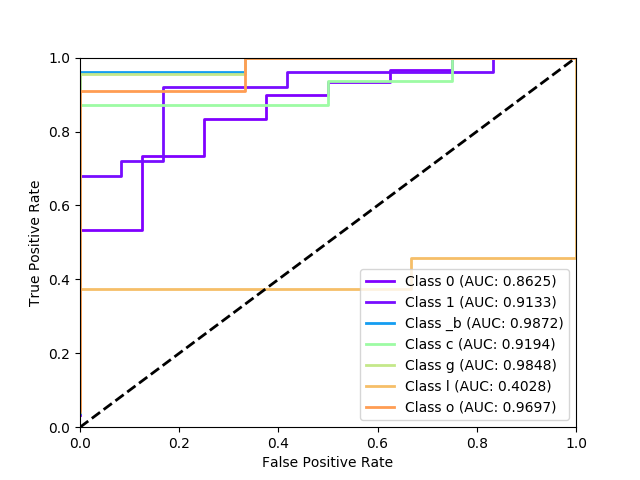 1.0
0.8
0.6
0.4
0.2
0.0
True Positive Rate
Class 0 (AUC: 0.8625)
Class 1 (AUC: 0.9133)
Class _b (AUC: 0.9872)
Class c (AUC: 0.9194)
Class g (AUC: 0.9848)
Class l (AUC: 0.4028)
Class o (AUC: 0.9697)
0.0 0.2 0.4 0.6 0.8 1.0
False Positive Rate